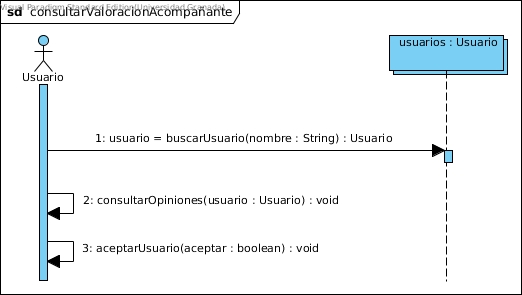 Visual Paradigm Standard Edition(Universidad Granada)
sd consultarValoracionAcompañante
usuarios : Usuario
Usuario
1: usuario = buscarUsuario(nombre : String) : Usuario
2: consultarOpiniones(usuario : Usuario) : void
3: aceptarUsuario(aceptar : boolean) : void